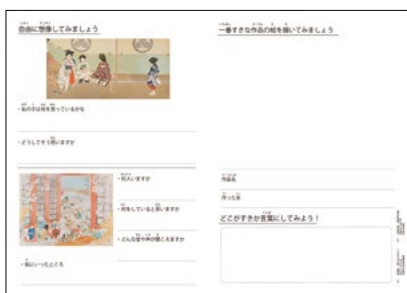 自由に想像してみましょう
・右の子は何を思っているかな
・どうしてそう思いますか
・何人いますか
・何をしていると思いますか
・どんな音や声が聞こえますか
・気にいったところ
一番すきな作品の絵を描いてみましょう
作品名
作った年
どこがすきか言葉にしてみよう！